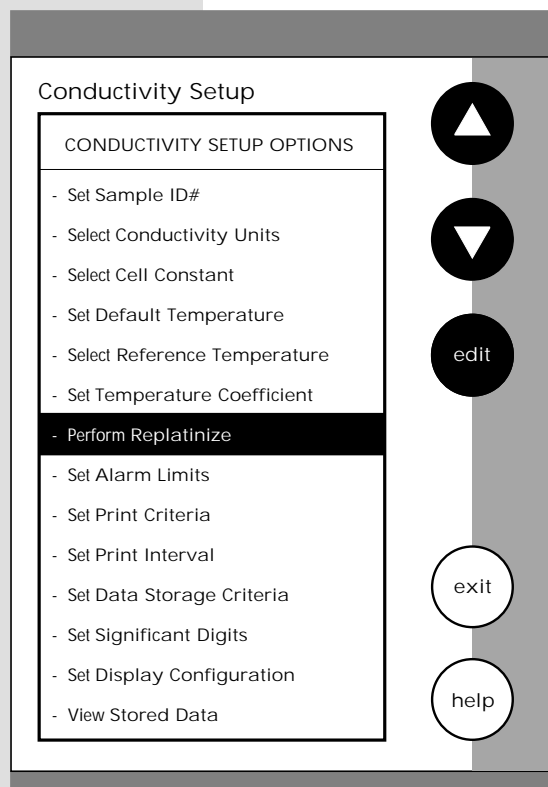 Conductivity Setup
CONDUCTIVITY SETUP OPTIONS
- Set Sample ID#
- Select Conductivity Units
- Select Cell Constant
- Set Default Temperature
- Select Reference Temperature
- Set Temperature Coefficient
- Perform Replatinize
- Set Alarm Limits
- Set Print Criteria
- Set Print Interval
- Set Data Storage Criteria
- Set Significant Digits
- Set Display Configuration
- View Stored Data
edit
exit
help